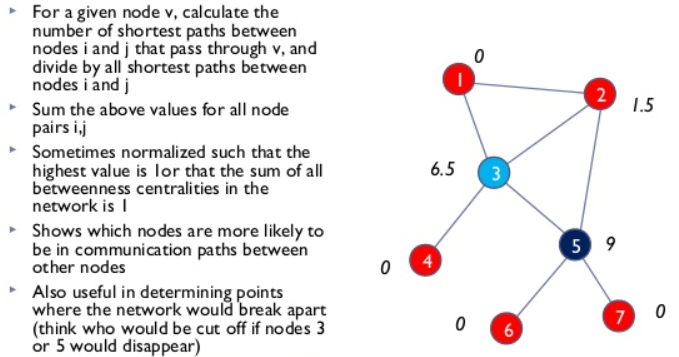 ▸ For a given node v, calculate the
number of shortest paths between
nodes i and j that pass through v, and
divide by all shortest paths between
nodes i and j
▸ Sum the above values for all node
pairs i,j
▸ Sometimes normalized such that the
highest value is 1or that the sum of all
betweenness centralities in the
network is 1
▸ Shows which nodes are more likely to
be in communication paths between
other nodes
▸ Also useful in determining points
where the network would break apart
(think who would be cut off if nodes 3
or 5 would disappear)
0
1
2
1.5
6.5
3
5
9
4
0
6
0
7
0